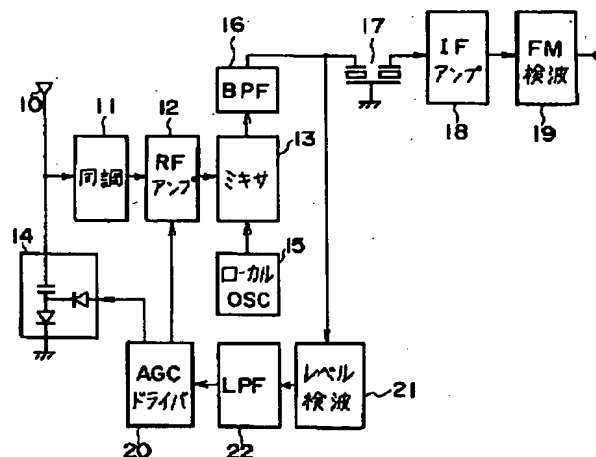 16
17
BPF
IF
アンプ
18
FM
検波
19
10
11
同調
12
RF
アンプ
13
ミキサ
14
15
ローカル
OSC
AGC
ドライバ
20
LPF
22
レベル
検波
21